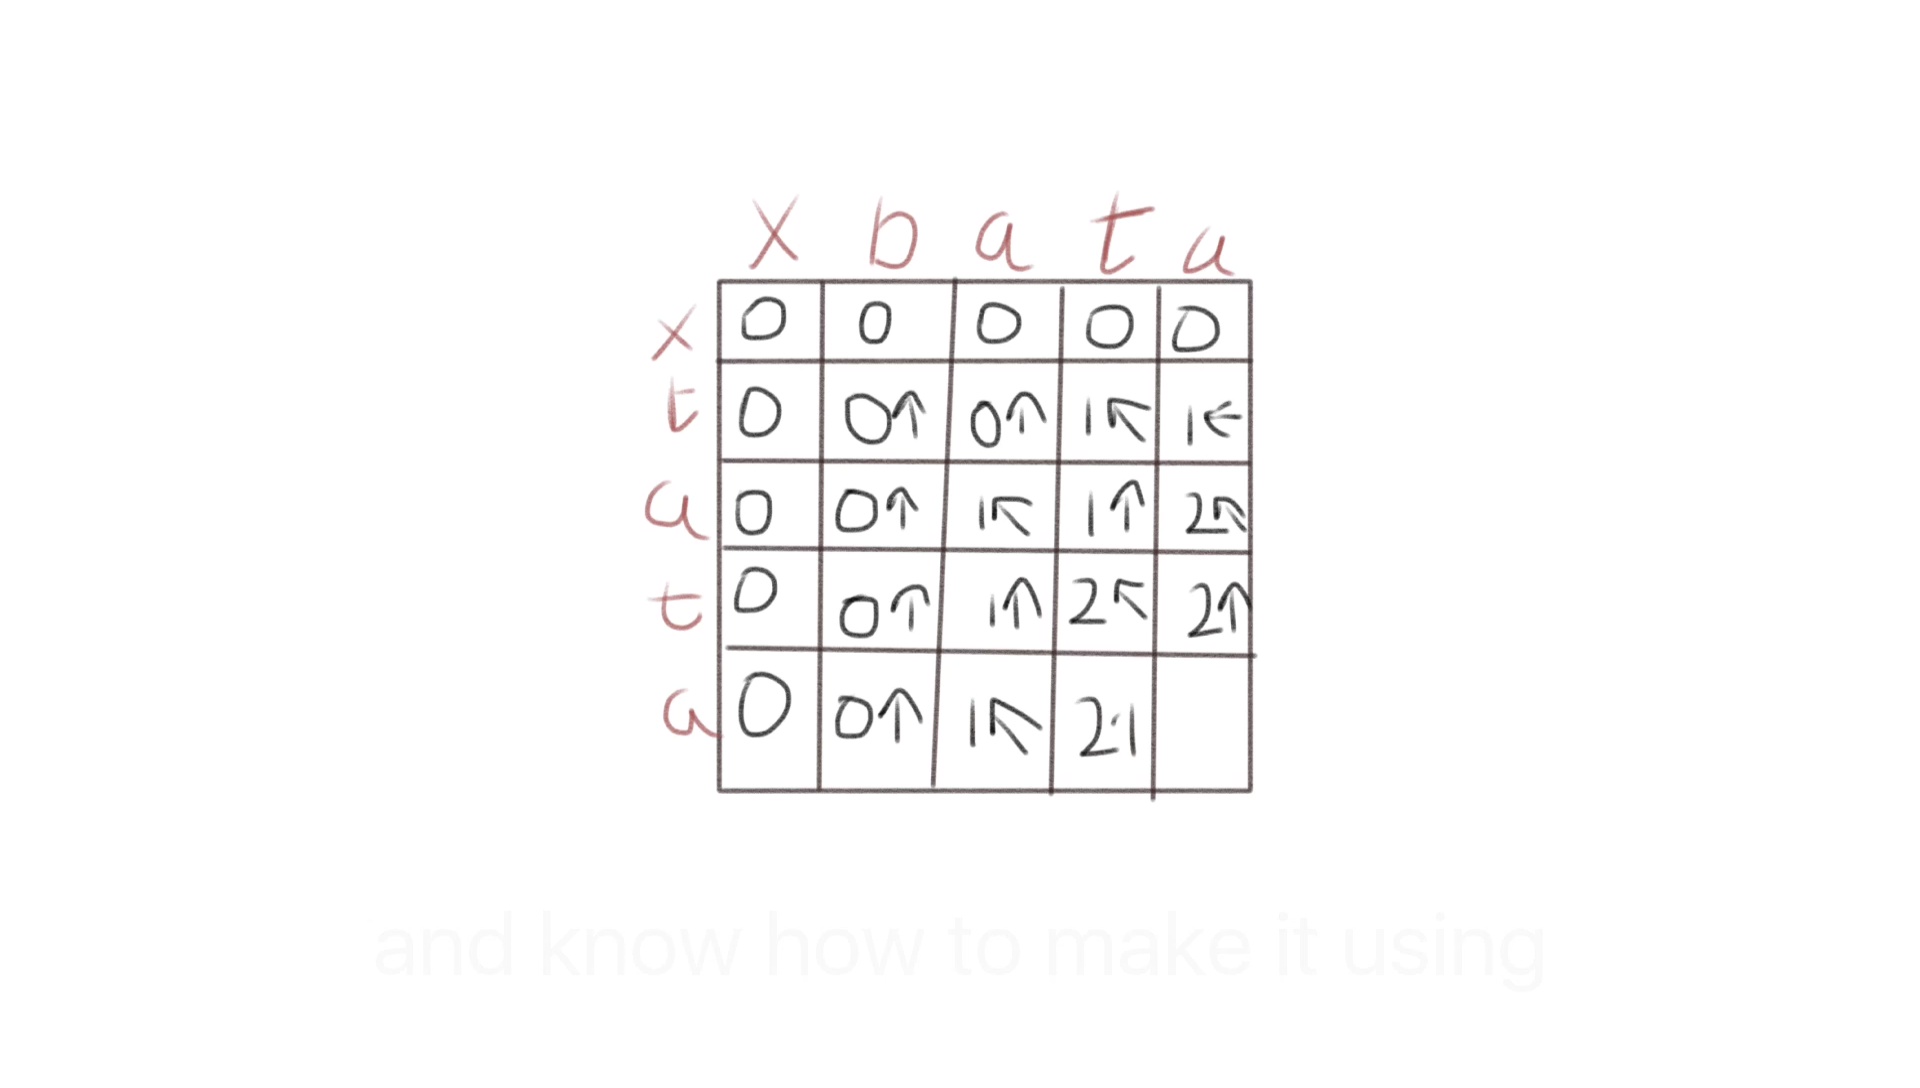 x b a t a
x 0 0 0 0 0
t 0 0↑ 0↑ 1↖ 1←
a 0 0↑ 1↖ 1↑ 2↖
t 0 0↑ 1↑ 2↖ 2↑
a 0 0↑ 1↖ 2
and know how to make it using